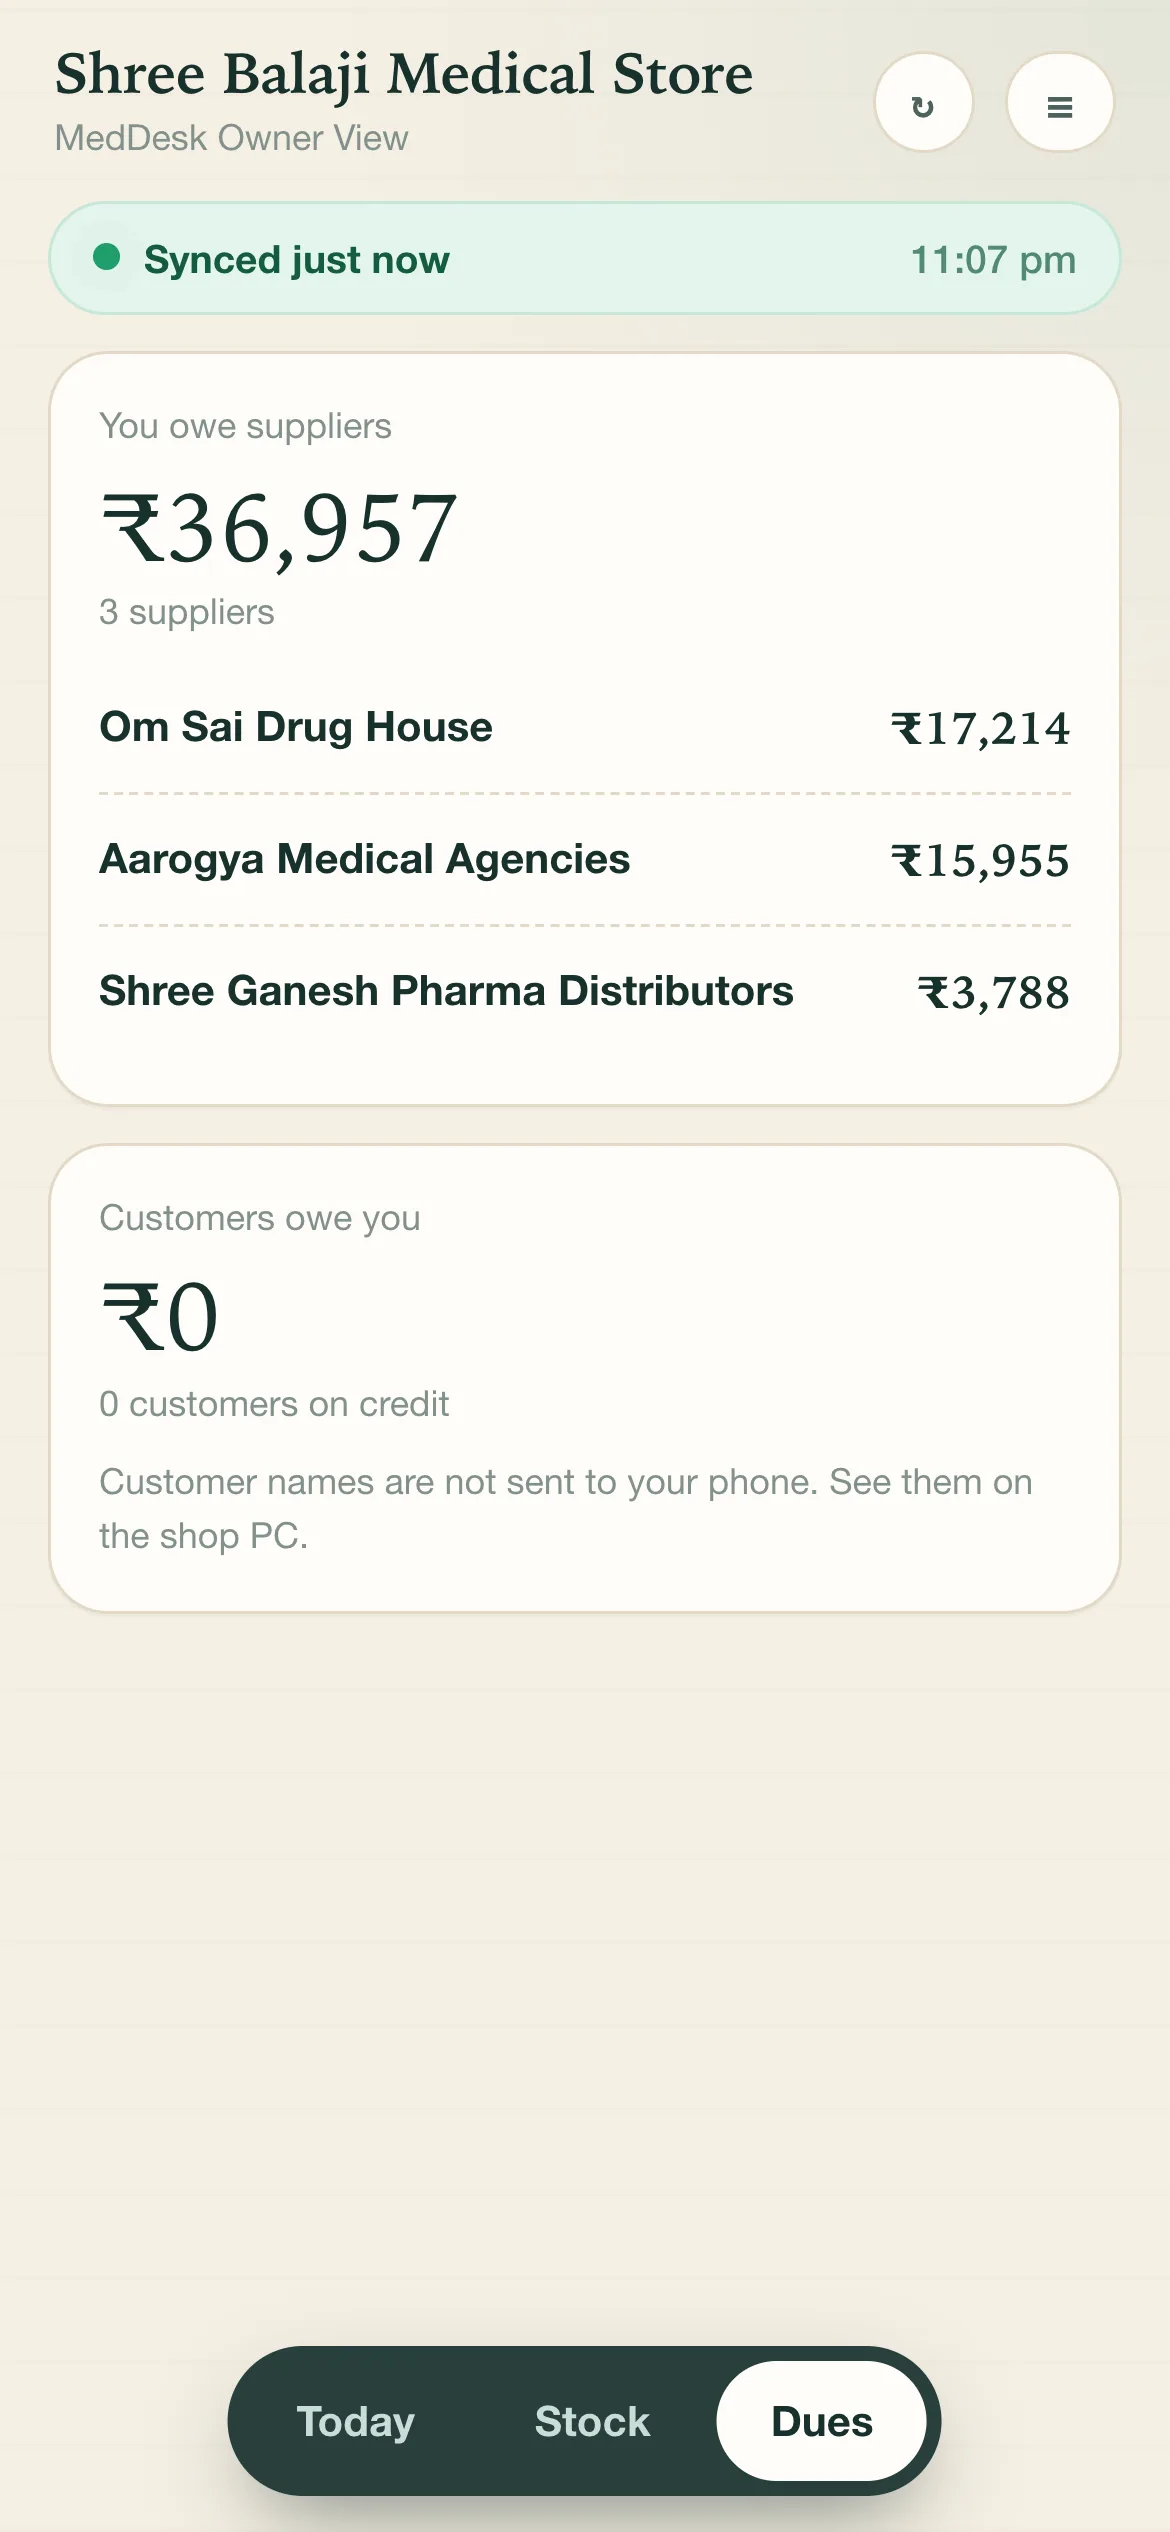 Shree Balaji Medical Store
MedDesk Owner View
↻ ≡
Synced just now 11:07 pm
You owe suppliers
₹36,957
3 suppliers
Om Sai Drug House ₹17,214
Aarogya Medical Agencies ₹15,955
Shree Ganesh Pharma Distributors ₹3,788
Customers owe you
₹0
0 customers on credit
Customer names are not sent to your phone. See them on
the shop PC.
Today Stock Dues